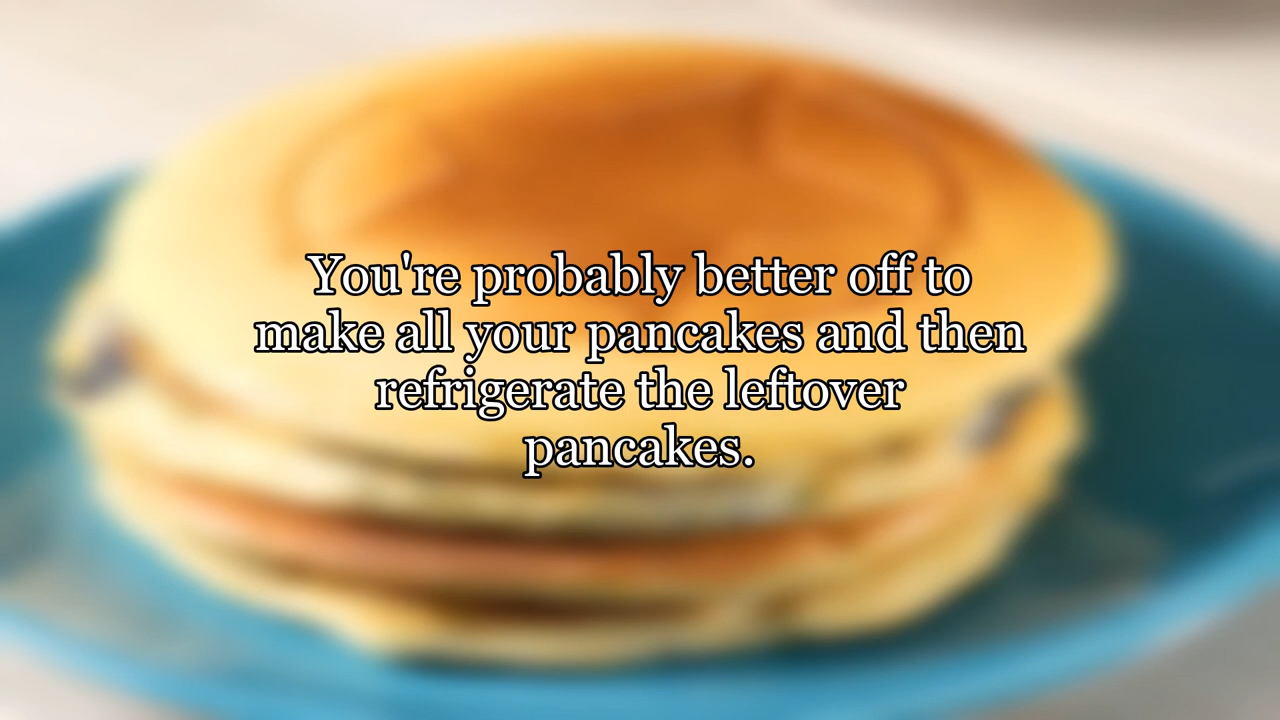 You're probably better off to
make all your pancakes and then
refrigerate the leftover
pancakes.